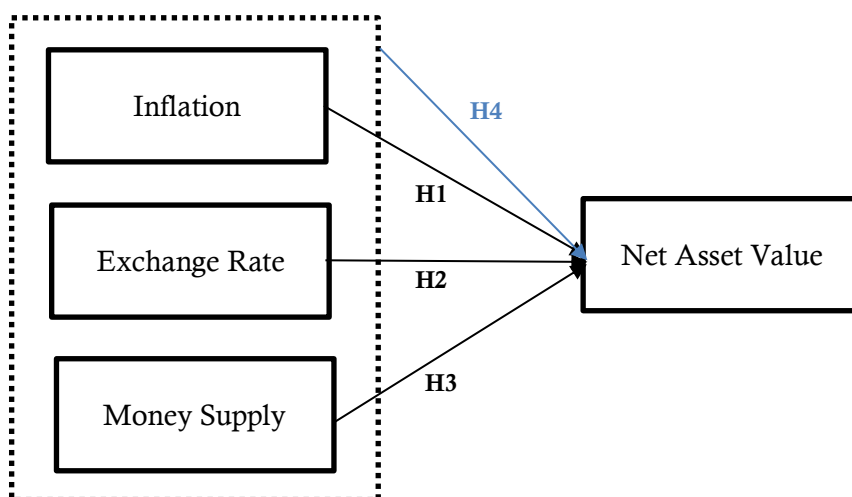 Inflation
H4
H1
Exchange Rate
H2
Net Asset Value
H3
Money Supply